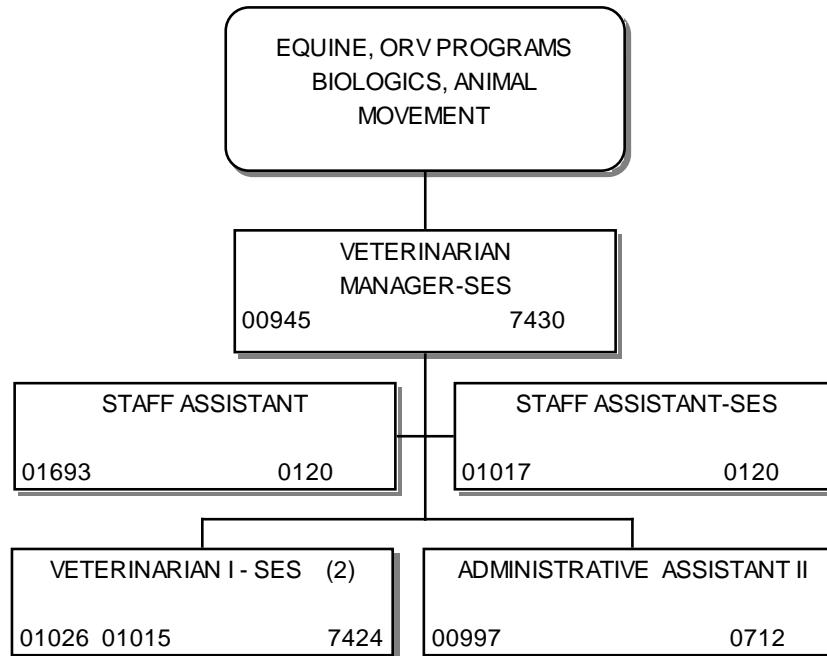 EQUINE, ORV PROGRAMS
BIOLOGICS, ANIMAL
MOVEMENT
VETERINARIAN
MANAGER-SES
00945 7430
STAFF ASSISTANT
01693 0120
STAFF ASSISTANT-SES
01017 0120
VETERINARIAN I - SES (2)
01026 01015 7424
ADMINISTRATIVE ASSISTANT II
00997 0712